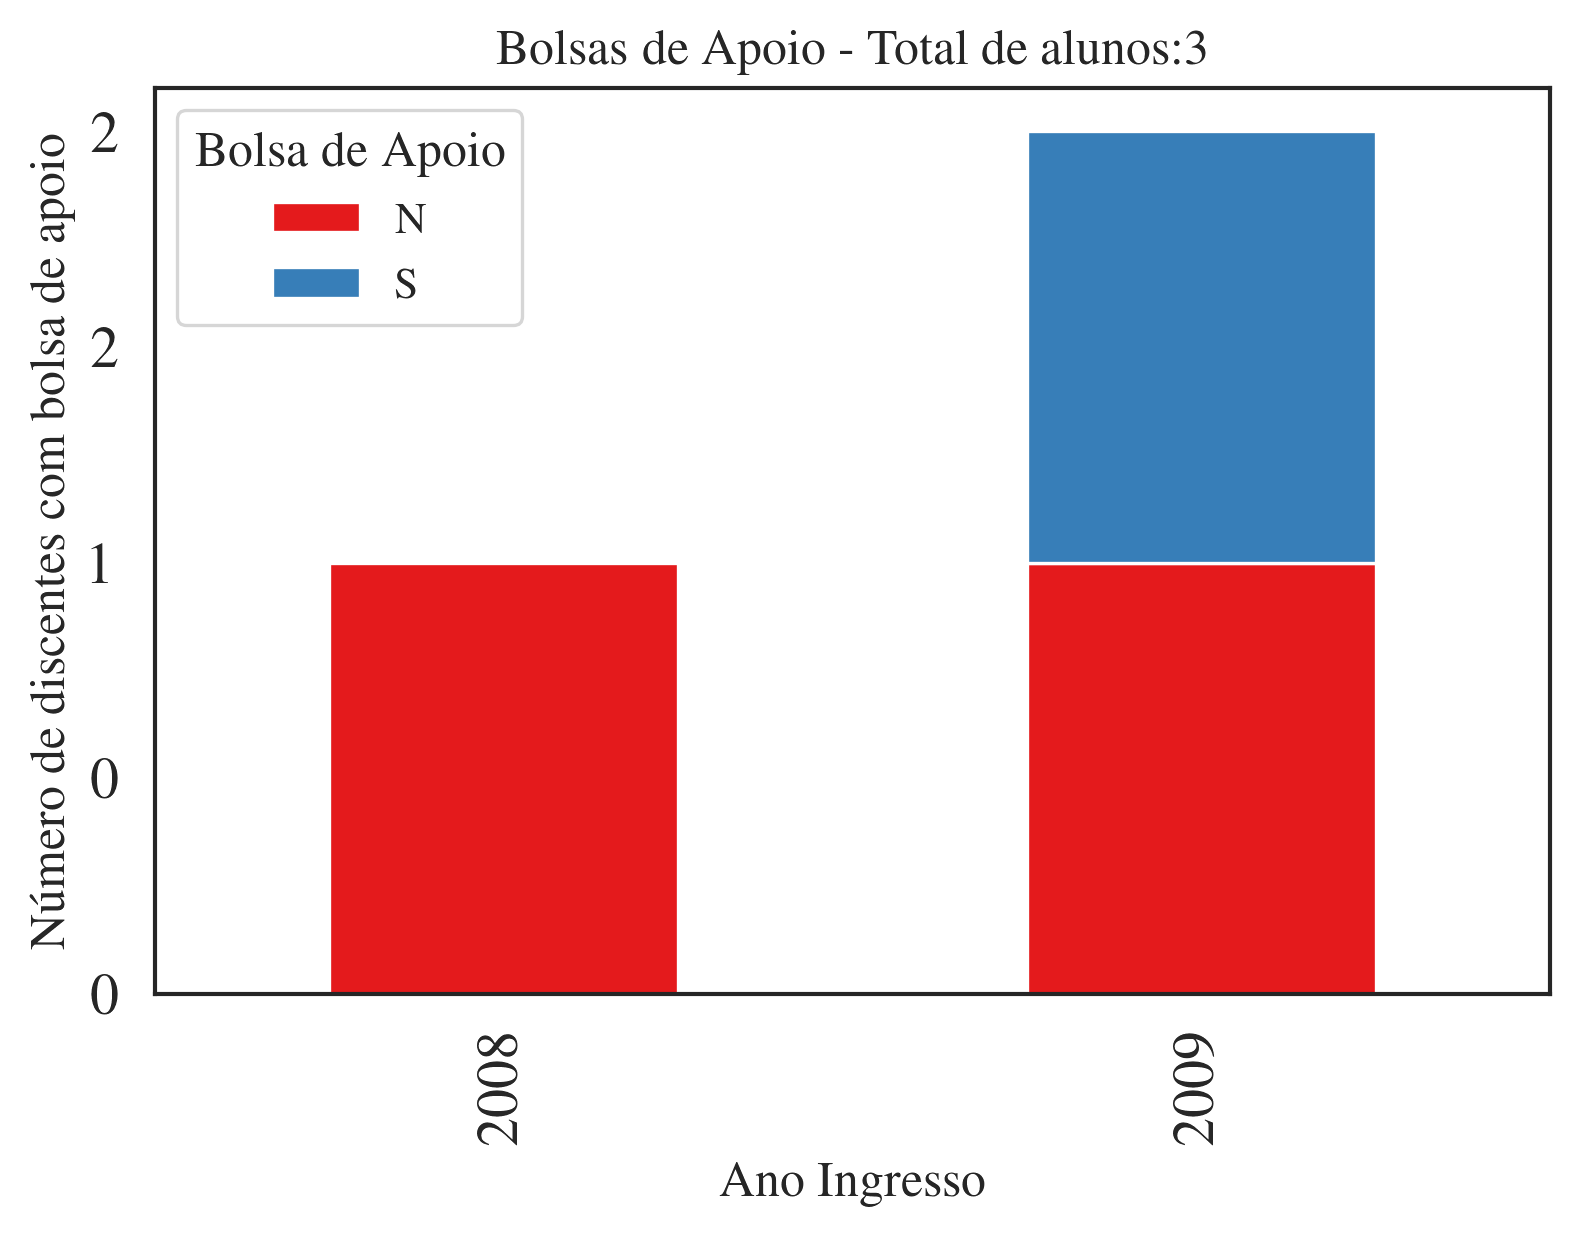 Bolsas de Apoio - Total de alunos:3
Bolsa de Apoio
N
S
Número de discentes com bolsa de apoio
2
2
1
0
0
2008
2009
Ano Ingresso